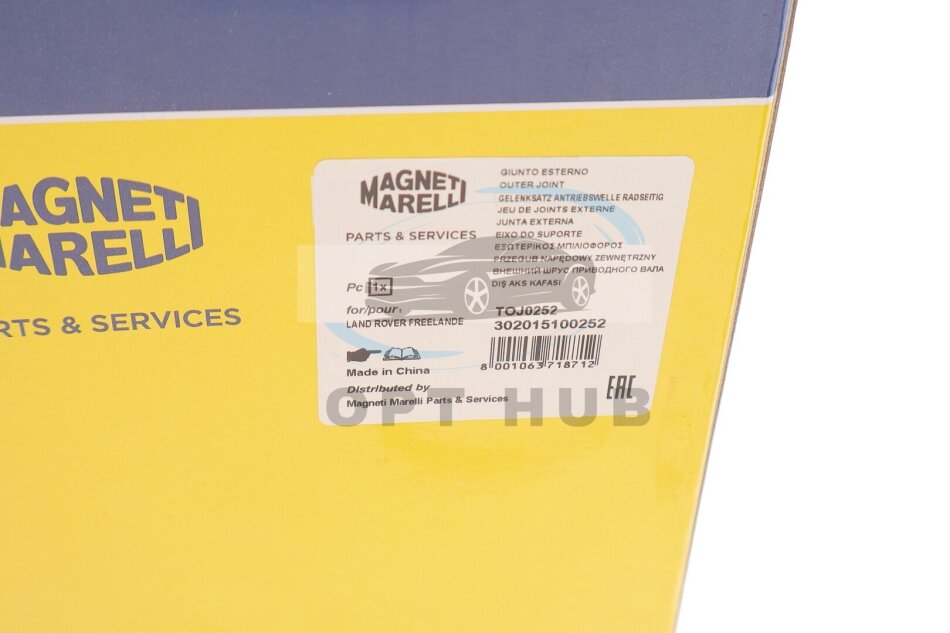 MAGNETI
MARELLI
PARTS & SERVICES
MAGNETI
MARELLI
PARTS & SERVICES
GIUNTO ESTERNO
OUTER JOINT
GELENKSATZ ANTRIEBSWELLE RADSEITIG
JEU DE JOINTS EXTERNE
JUNTA EXTERNA
EIXO DO SUPORTE
ΕΞΩΤΕΡΙΚΟΣ ΜΠΙΛΙΟΦΟΡΟΣ
PRZEGUB NAPĘDOWY ZEWNĘTRZNY
ВНЕШНИЙ ШРУС ПРИВОДНОГО ВАЛА
DIŞ AKS KAFASI
Pc 1x
for/pour:
LAND ROVER FREELANDE
TOJ0252
302015100252
8 001063 718712
Made in China
Distributed by
Magneti Marelli Parts & Services
EAC
OPT HUB